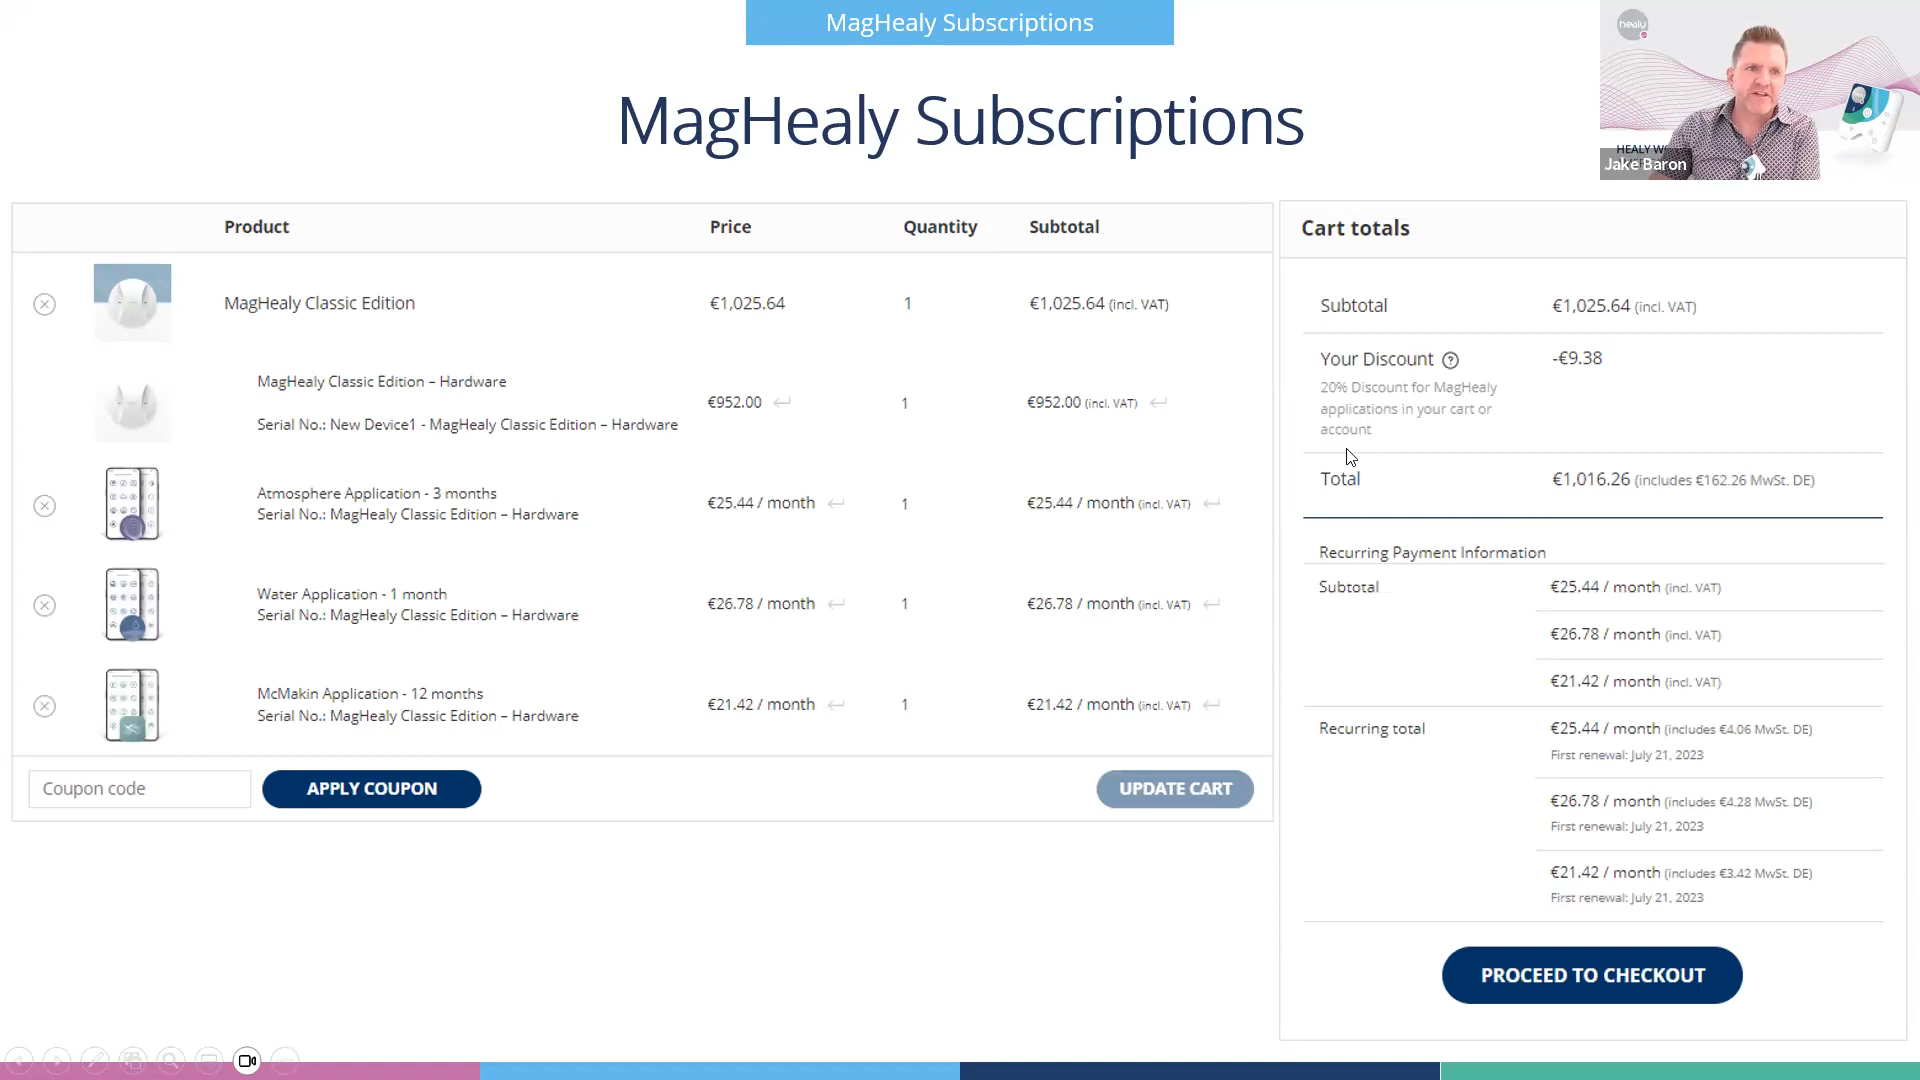 MagHealy Subscriptions
healy
MagHealy Subscriptions
Jake Baron
Product Price Quantity Subtotal
MagHealy Classic Edition €1,025.64 1 €1,025.64 (incl. VAT)
MagHealy Classic Edition – Hardware
Serial No.: New Device1 - MagHealy Classic Edition – Hardware
€952.00 1 €952.00 (incl. VAT)
Atmosphere Application - 3 months
Serial No.: MagHealy Classic Edition – Hardware
€25.44 / month 1 €25.44 / month (incl. VAT)
Water Application - 1 month
Serial No.: MagHealy Classic Edition – Hardware
€26.78 / month 1 €26.78 / month (incl. VAT)
McMakin Application - 12 months
Serial No.: MagHealy Classic Edition – Hardware
€21.42 / month 1 €21.42 / month (incl. VAT)
Coupon code APPLY COUPON UPDATE CART
Cart totals
Subtotal €1,025.64 (incl. VAT)
Your Discount ? -€9.38
20% Discount for MagHealy
applications in your cart or
account
Total €1,016.26 (includes €162.26 MwSt. DE)
Recurring Payment Information
Subtotal €25.44 / month (incl. VAT)
€26.78 / month (incl. VAT)
€21.42 / month (incl. VAT)
Recurring total €25.44 / month (includes €4.06 MwSt. DE)
First renewal: July 21, 2023
€26.78 / month (includes €4.28 MwSt. DE)
First renewal: July 21, 2023
€21.42 / month (includes €3.42 MwSt. DE)
First renewal: July 21, 2023
PROCEED TO CHECKOUT